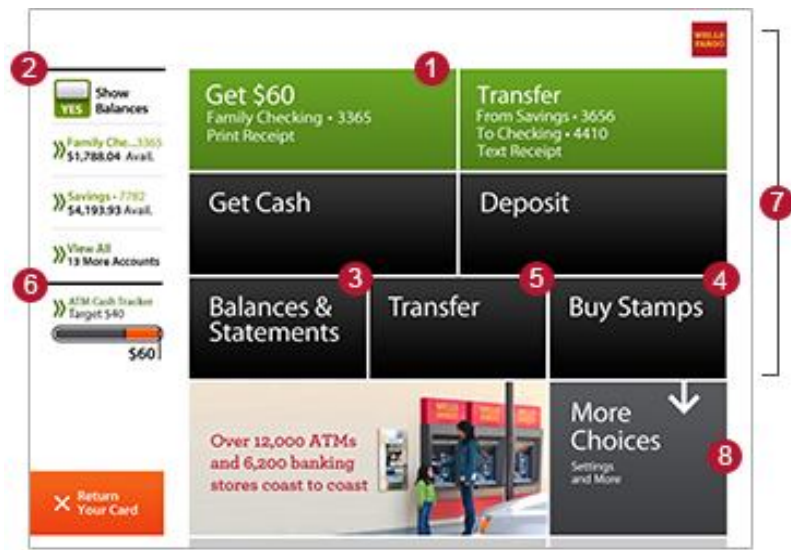 WELLS
FARGO
2
1
YES
Show
Balances
Family Che...3365
$1,788.04 Avail.
Savings • 7782
$4,193.93 Avail.
View All
13 More Accounts
6
ATM Cash Tracker
Target $40
$60
Return
Your Card
Get $60
Family Checking • 3365
Print Receipt
Transfer
From Savings • 3656
To Checking • 4410
Text Receipt
Get Cash
Deposit
7
3
5
4
Balances &
Statements
Transfer
Buy Stamps
Over 12,000 ATMs
and 6,200 banking
stores coast to coast
More
Choices
Settings
and More
8